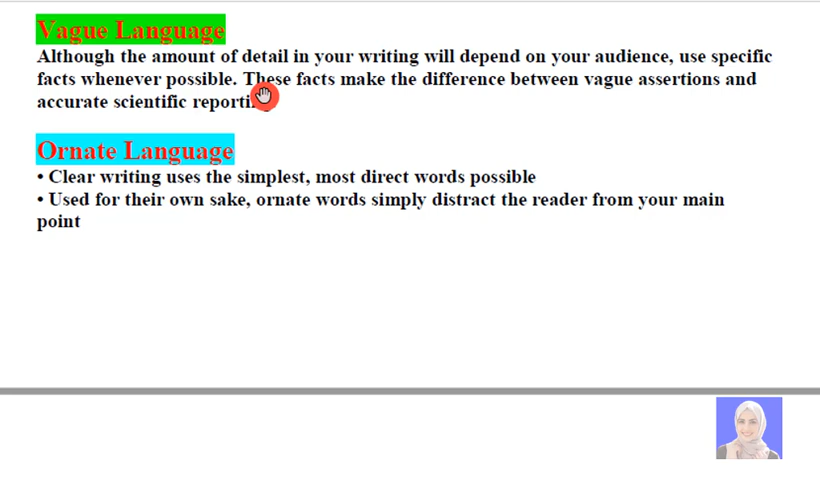 Vague Language
Although the amount of detail in your writing will depend on your audience, use specific
facts whenever possible. These facts make the difference between vague assertions and
accurate scientific
Ornate Language
• Clear writing uses the simplest, most direct words possible
• Used for their own sake, ornate words simply distract the reader from your main
point